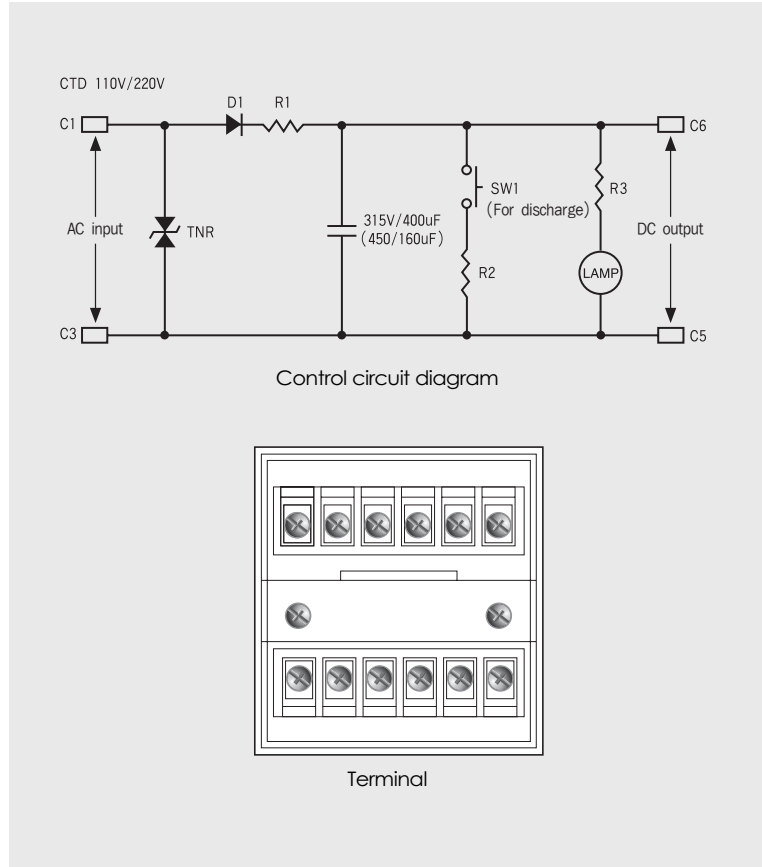 CTD 110V/220V
D1
R1
C1
C6
SW1
(For discharge)
R3
AC input
TNR
315V/400uF
(450/160uF)
DC output
R2
LAMP
C3
C5
Control circuit diagram
Terminal